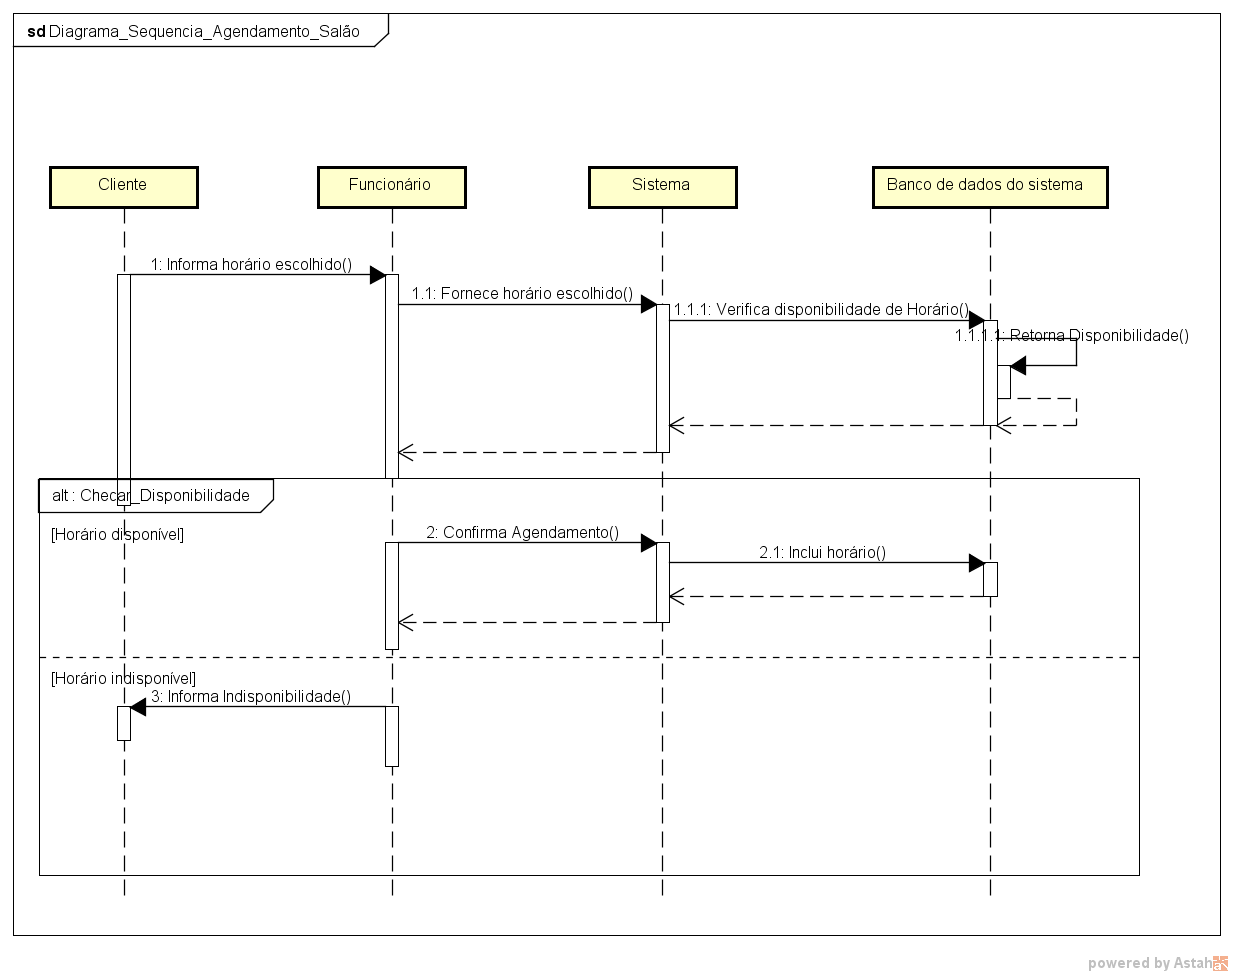 sd Diagrama_Sequencia_Agendamento_Salão
Cliente
Funcionário
Sistema
Banco de dados do sistema
1: Informa horário escolhido()
1.1: Fornece horário escolhido()
1.1.1: Verifica disponibilidade de Horário()
1.1.1.1: Retorna Disponibilidade()
alt : Checar_Disponibilidade
[Horário disponível]
2: Confirma Agendamento()
2.1: Inclui horário()
[Horário indisponível]
3: Informa Indisponibilidade()
powered by Astah